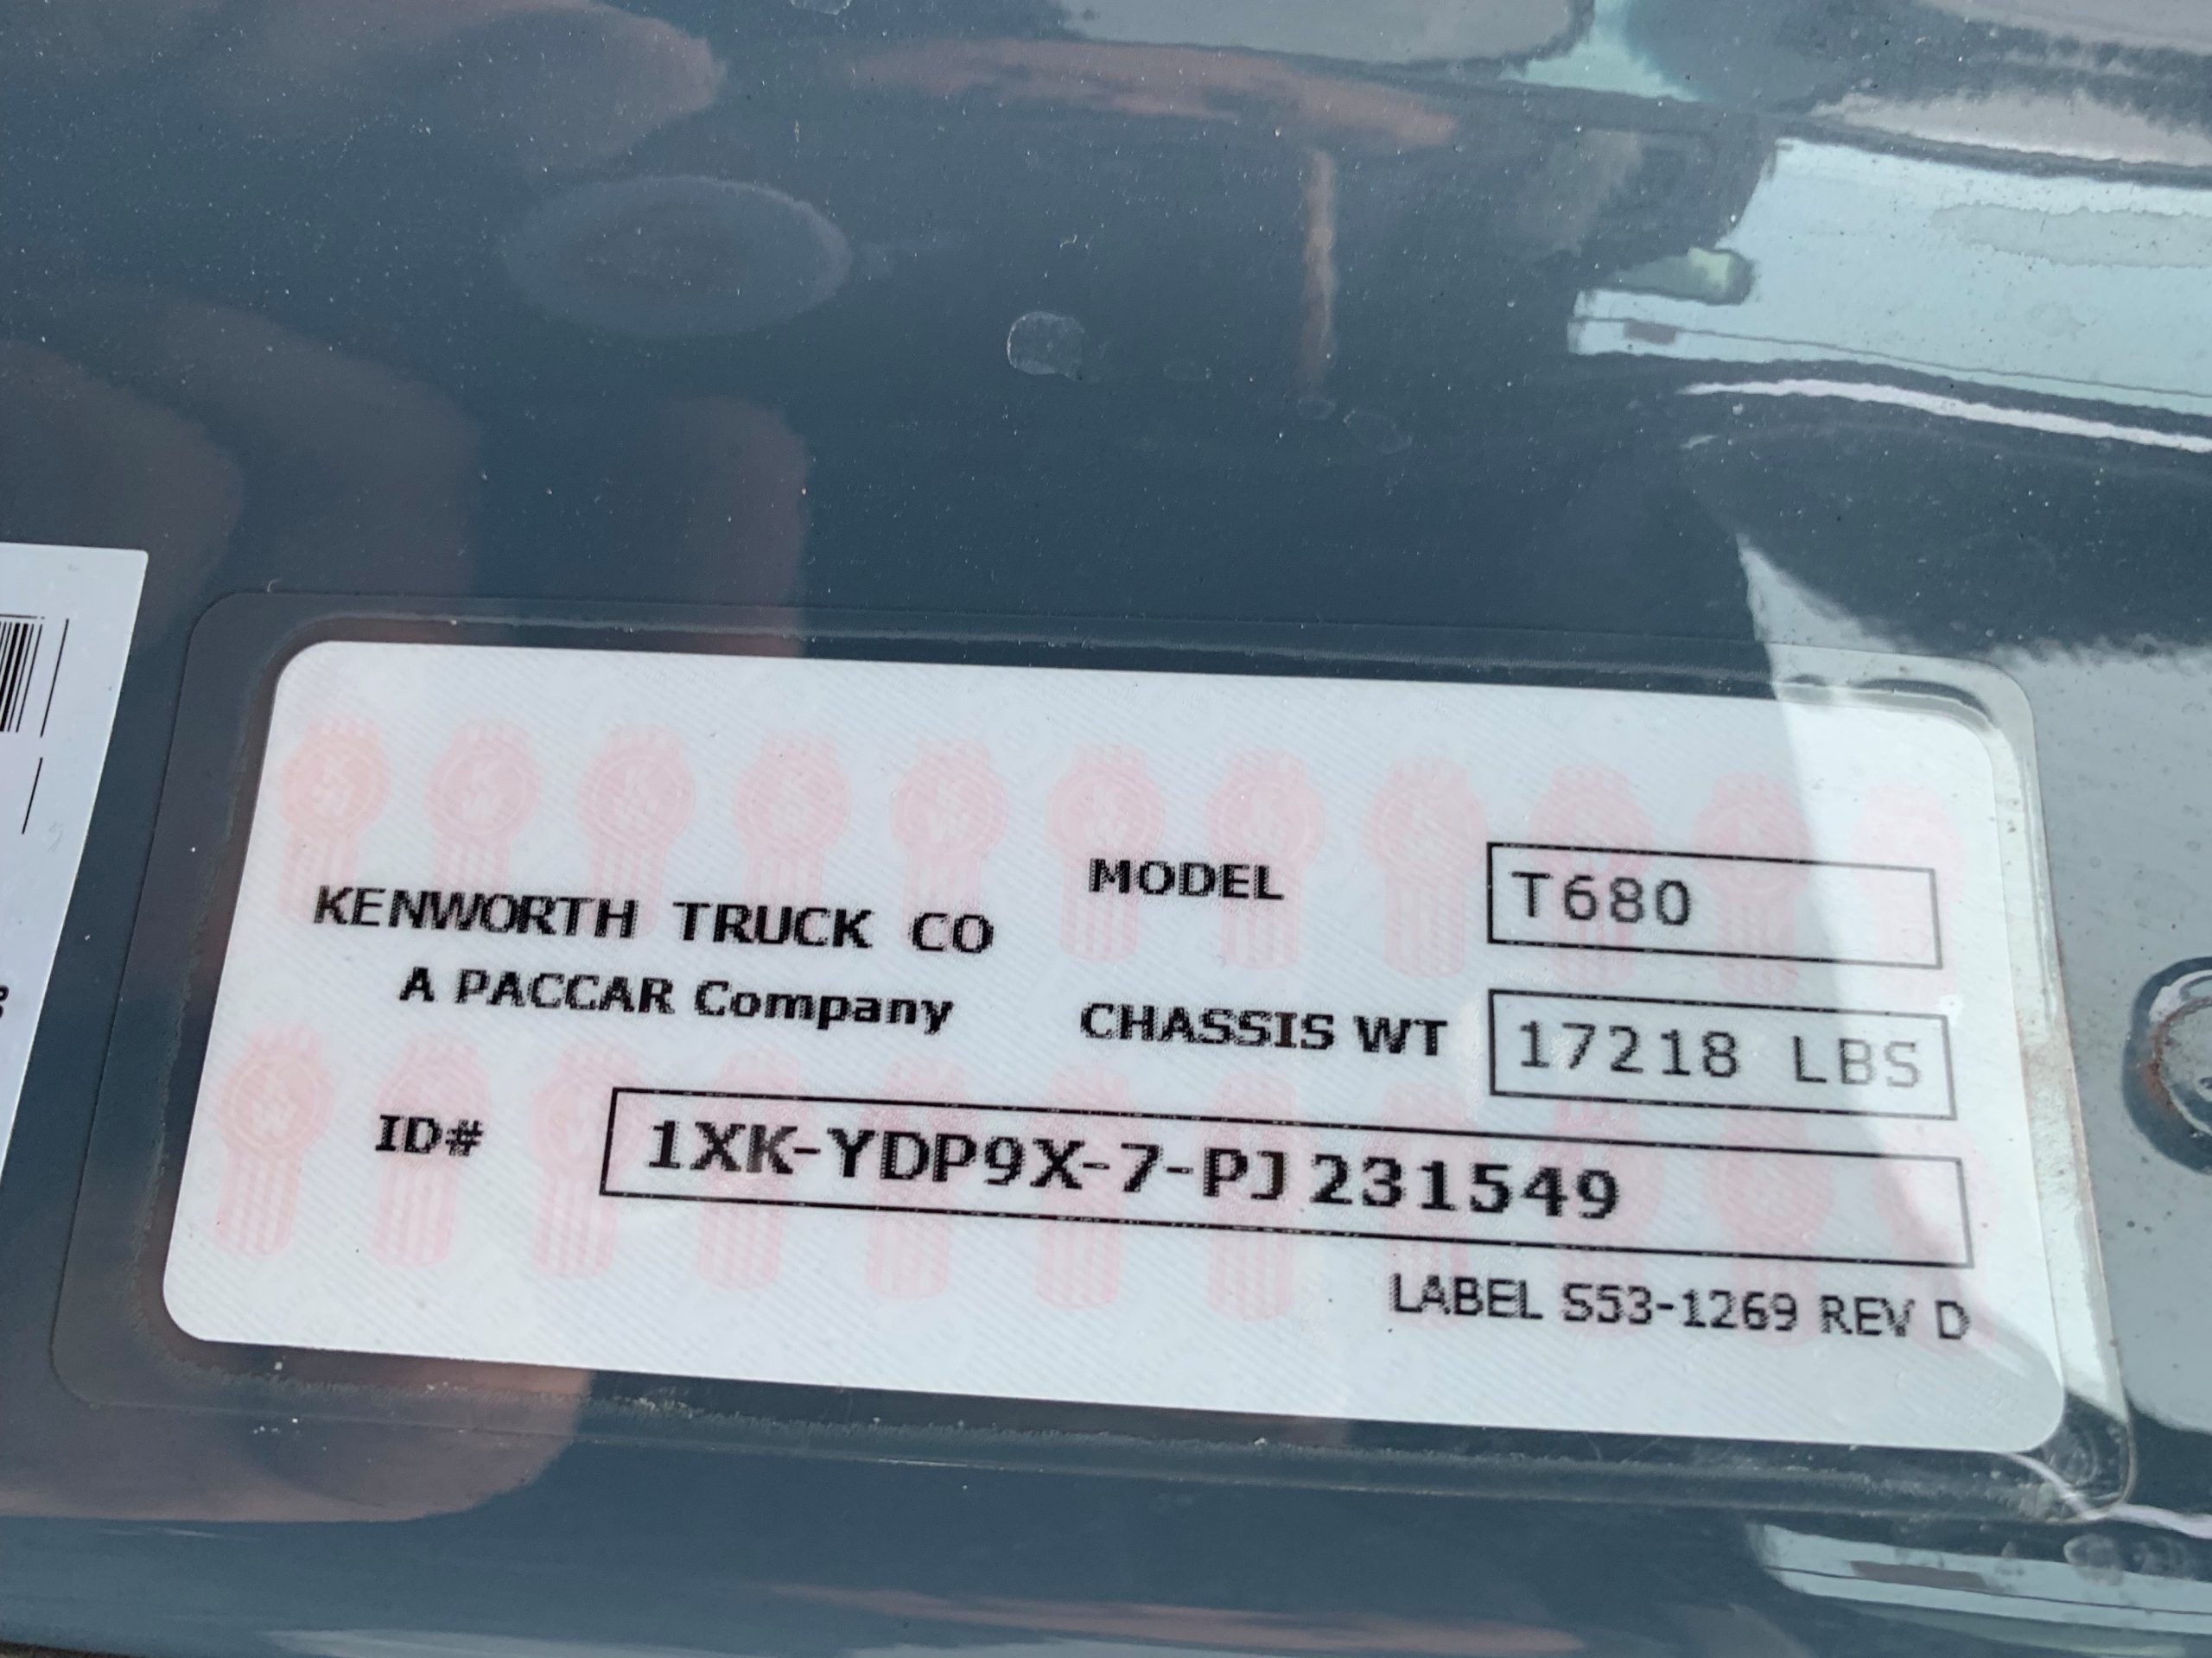 KENWORTH TRUCK CO
A PACCAR Company
MODEL T680
CHASSIS WT 17218 LBS
ID# 1XK-YDP9X-7-PJ231549
LABEL S53-1269 REV D